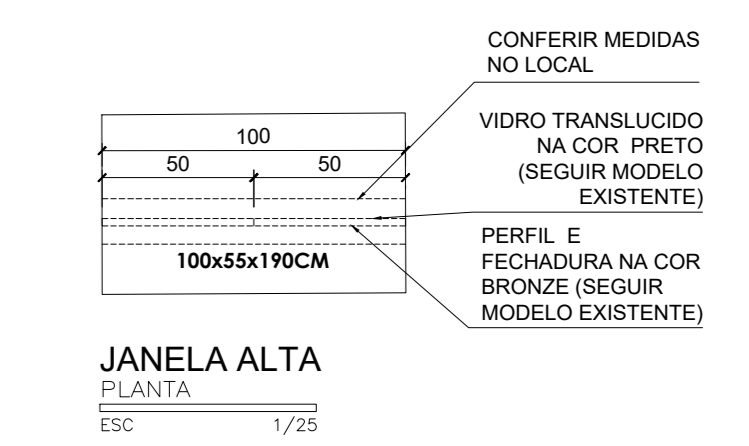 CONFERIR MEDIDAS
NO LOCAL
VIDRO TRANSLUCIDO
NA COR PRETO
(SEGUIR MODELO
EXISTENTE)
PERFIL E
FECHADURA NA COR
BRONZE (SEGUIR
MODELO EXISTENTE)
100
50 50
100x55x190CM
JANELA ALTA
PLANTA
ESC 1/25